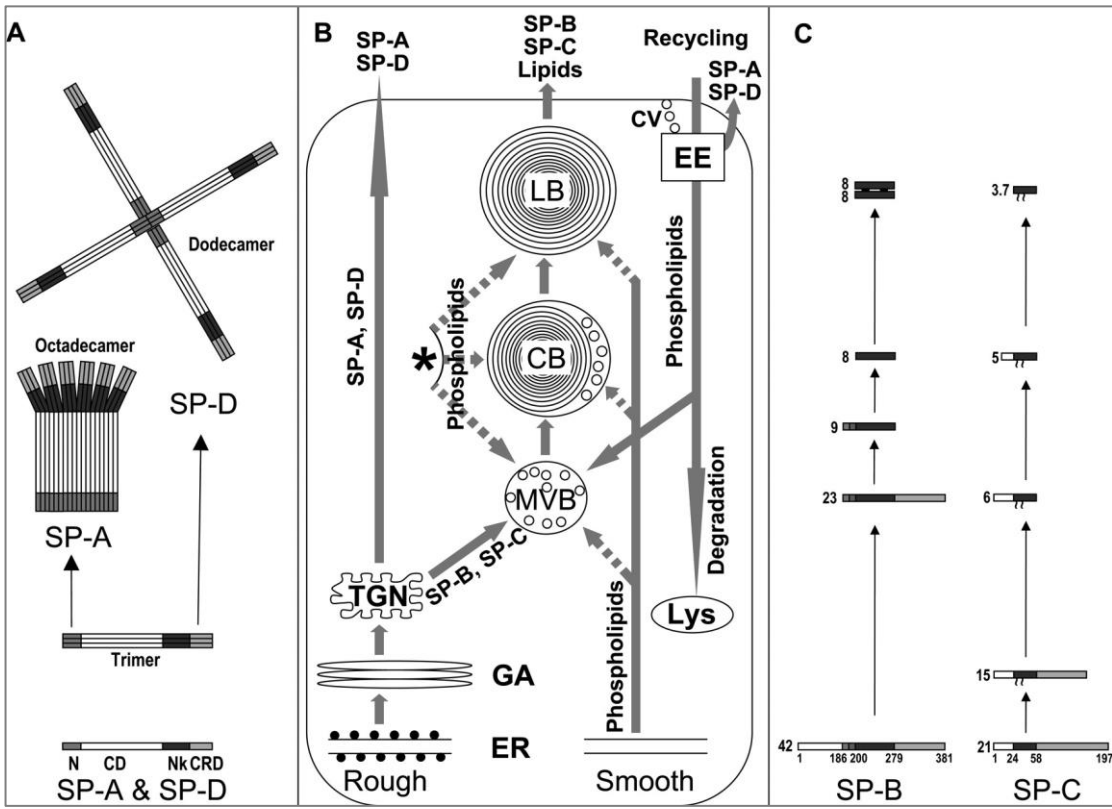 A
Dodecamer
Octadecamer
SP-D
SP-A
Trimer
N CD Nk CRD
SP-A & SP-D
B
SP-A
SP-D
SP-B
SP-C
Lipids
Recycling
SP-A
SP-D
CV
EE
LB
Phospholipids
SP-A, SP-D
Phospholipids
*
CB
MVB
SP-B, SP-C
TGN
Degradation
Lys
Phospholipids
GA
ER
Rough
Smooth
C
8
8
3.7
8
5
9
23
6
15
42
21
1 186 200 279 381
1 24 58 197
SP-B
SP-C